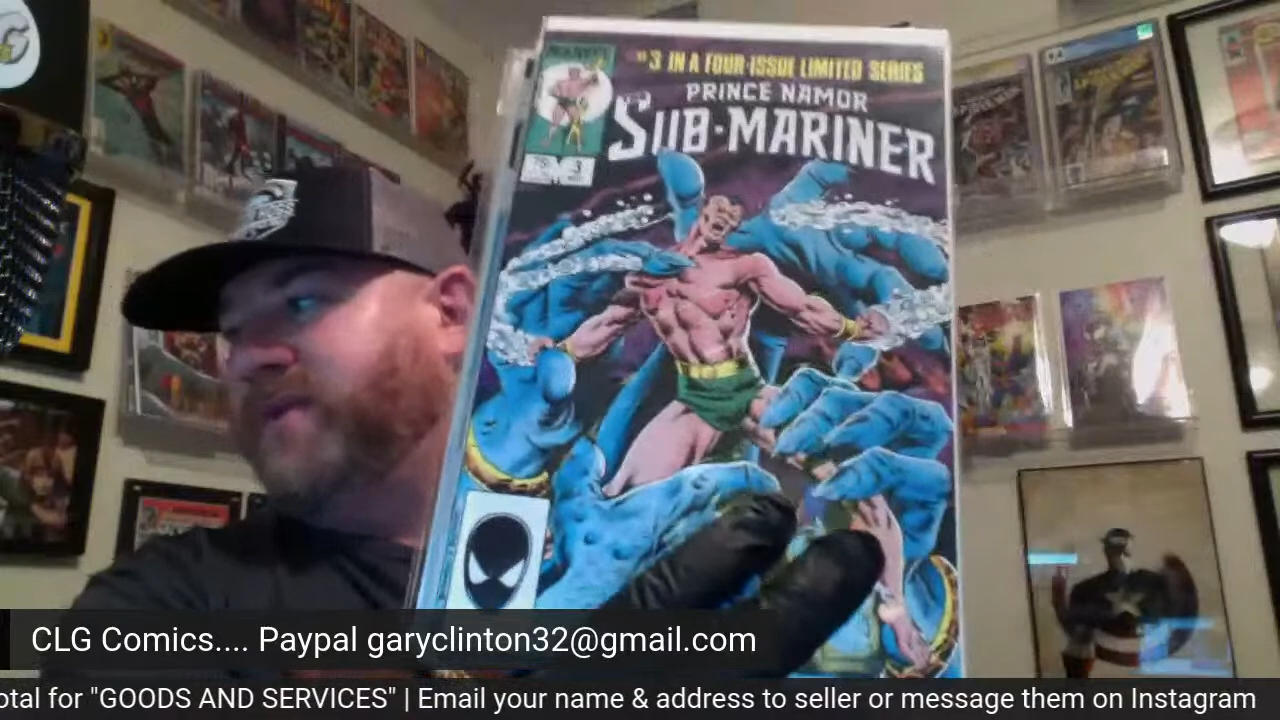 MARVEL
#3 IN A FOUR-ISSUE LIMITED SERIES
PRINCE NAMOR
THE SUB-MARINER
75¢ 3
CLG Comics.... Paypal garyclinton32@gmail.com
otal for "GOODS AND SERVICES" | Email your name & address to seller or message them on Instagram